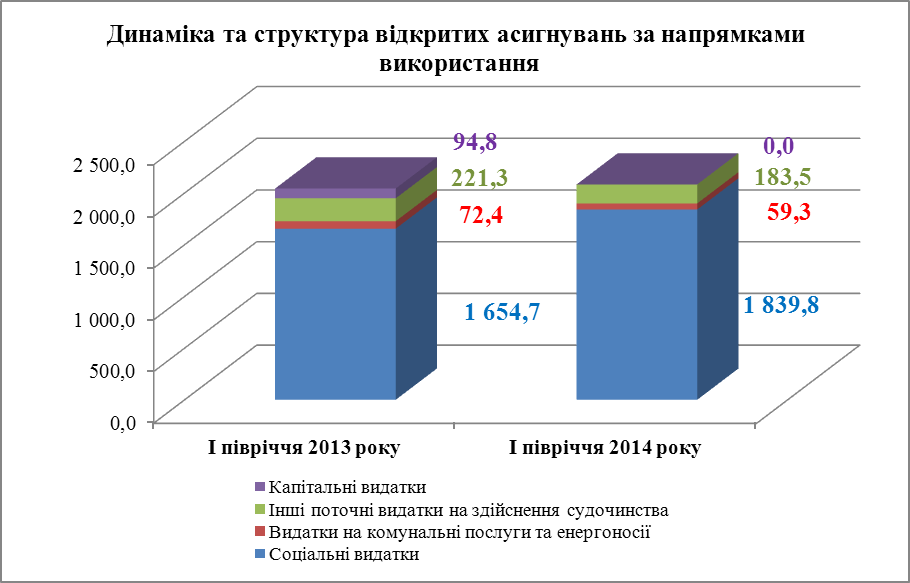 Динаміка та структура відкритих асигнувань за напрямками
використання
94,8
0,0
2 500,0
221,3
183,5
2 000,0
72,4
59,3
1 500,0
1 000,0
1 654,7
1 839,8
500,0
0,0
І півріччя 2013 року
І півріччя 2014 року
Капітальні видатки
Інші поточні видатки на здійснення судочинства
Видатки на комунальні послуги та енергоносії
Соціальні видатки